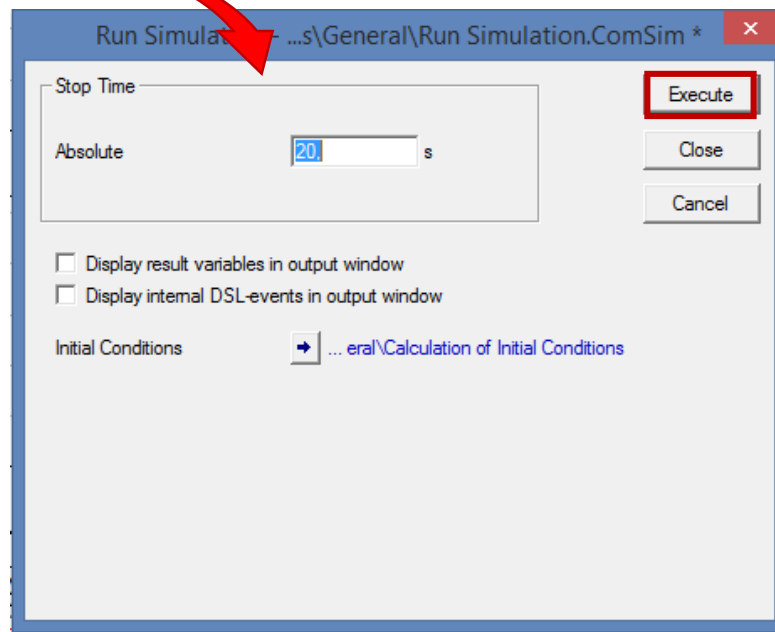 Run Simulation - ...s\General\Run Simulation.ComSim *
Stop Time
Execute
Absolute
20,
s
Close
Cancel
Display result variables in output window
Display internal DSL-events in output window
Initial Conditions
... eral\Calculation of Initial Conditions